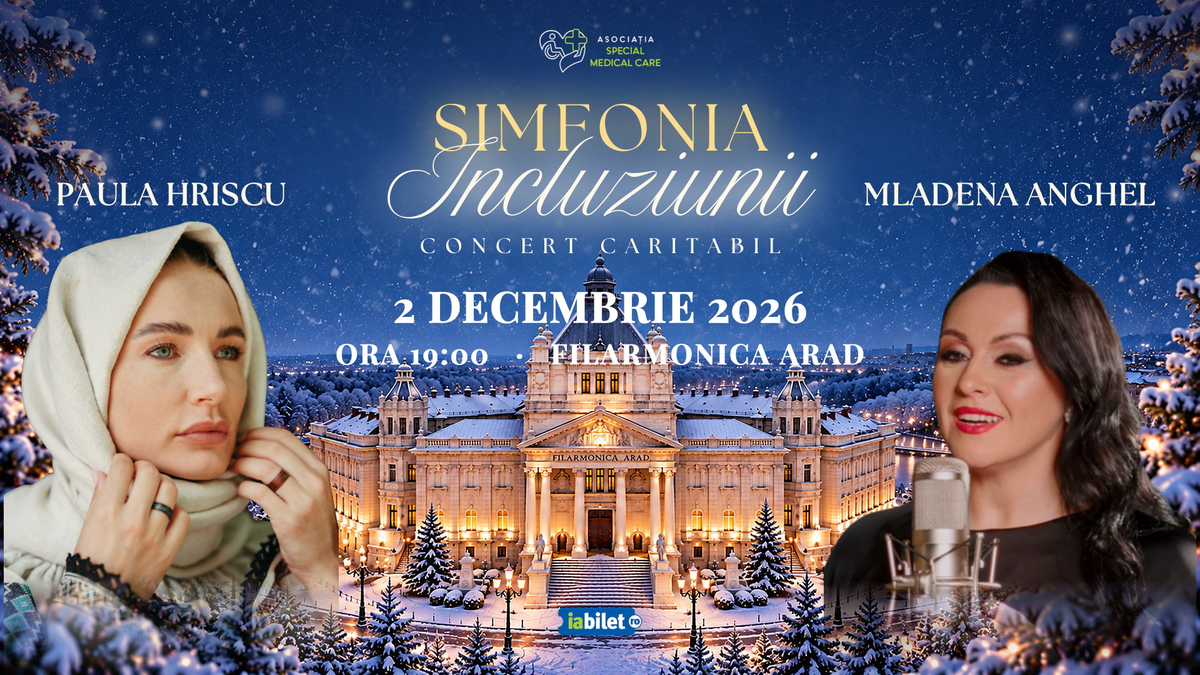 ASOCIAȚIA
SPECIAL
MEDICAL CARE
SIMFONIA
Incluziunii
CONCERT CARITABIL
PAULA HRISCU
MLADENA ANGHEL
2 DECEMBRIE 2026
ORA 19:00 · FILARMONICA ARAD
FILARMONICA ARAD
iabilet ro